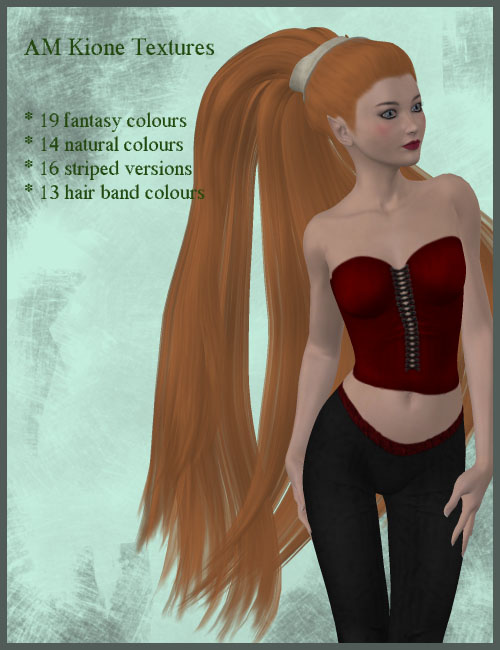 AM Kione Textures
* 19 fantasy colours
* 14 natural colours
* 16 striped versions
* 13 hair band colours